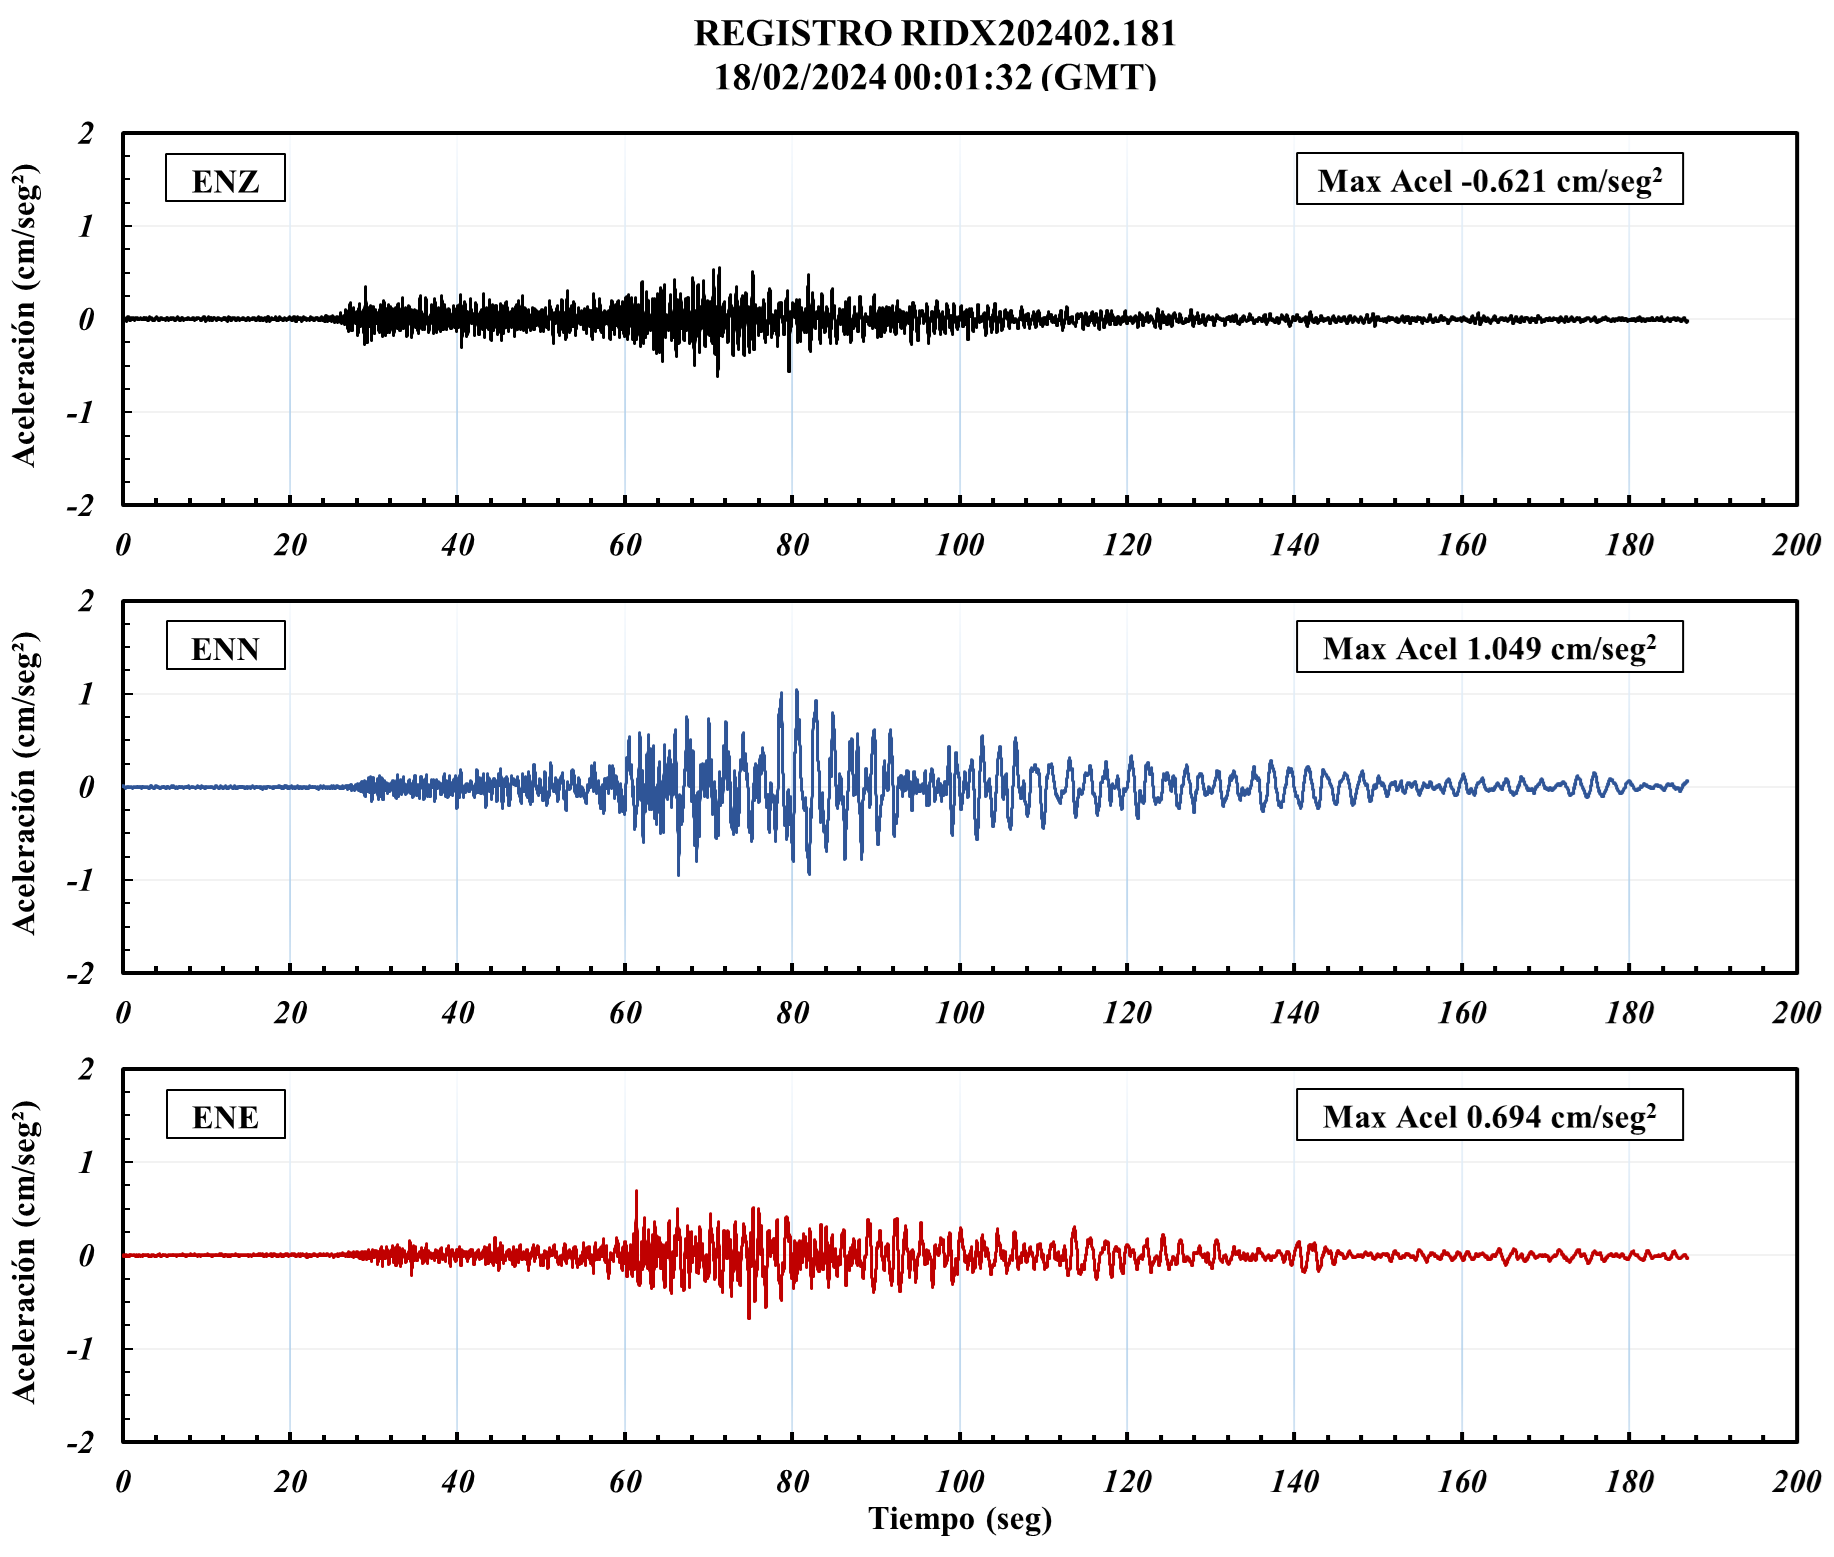 REGISTRO RIDX202402.181
18/02/2024 00:01:32 (GMT)
Aceleración (cm/seg²)
2
1
0
-1
-2
ENZ
Max Acel -0.621 cm/seg²
0 20 40 60 80 100 120 140 160 180 200
Aceleración (cm/seg²)
2
1
0
-1
-2
ENN
Max Acel 1.049 cm/seg²
0 20 40 60 80 100 120 140 160 180 200
Aceleración (cm/seg²)
2
1
0
-1
-2
ENE
Max Acel 0.694 cm/seg²
0 20 40 60 80 100 120 140 160 180 200
Tiempo (seg)